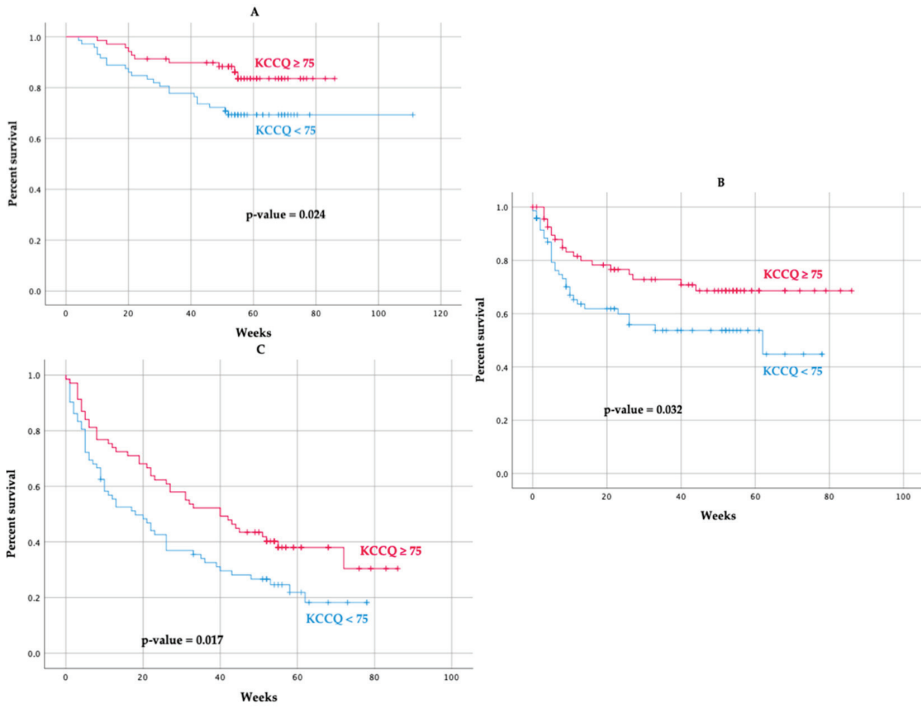 A
Percent survival
1.0
0.8
0.6
0.4
0.2
0.0
KCCQ ≥ 75
KCCQ < 75
p-value = 0.024
0 20 40 60 80 100 120
Weeks
B
Percent survival
1.0
0.8
0.6
0.4
0.2
0.0
KCCQ ≥ 75
KCCQ < 75
p-value = 0.032
0 20 40 60 80 100
Weeks
C
Percent survival
1.0
0.8
0.6
0.4
0.2
0.0
KCCQ ≥ 75
KCCQ < 75
p-value = 0.017
0 20 40 60 80 100
Weeks